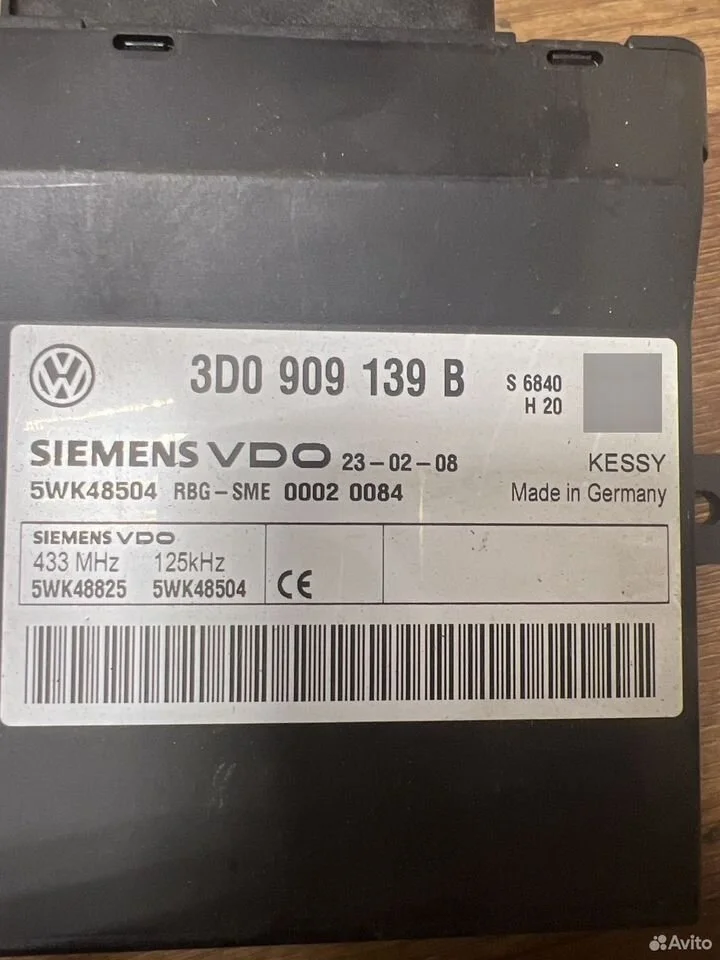 3D0 909 139 B
S 6840
H 20
SIEMENS VDO 23-02-08
KESSY
5WK48504 RBG-SME 0002 0084
Made in Germany
SIEMENS VDO
433 MHz 125kHz
5WK48825 5WK48504
CE
Avito